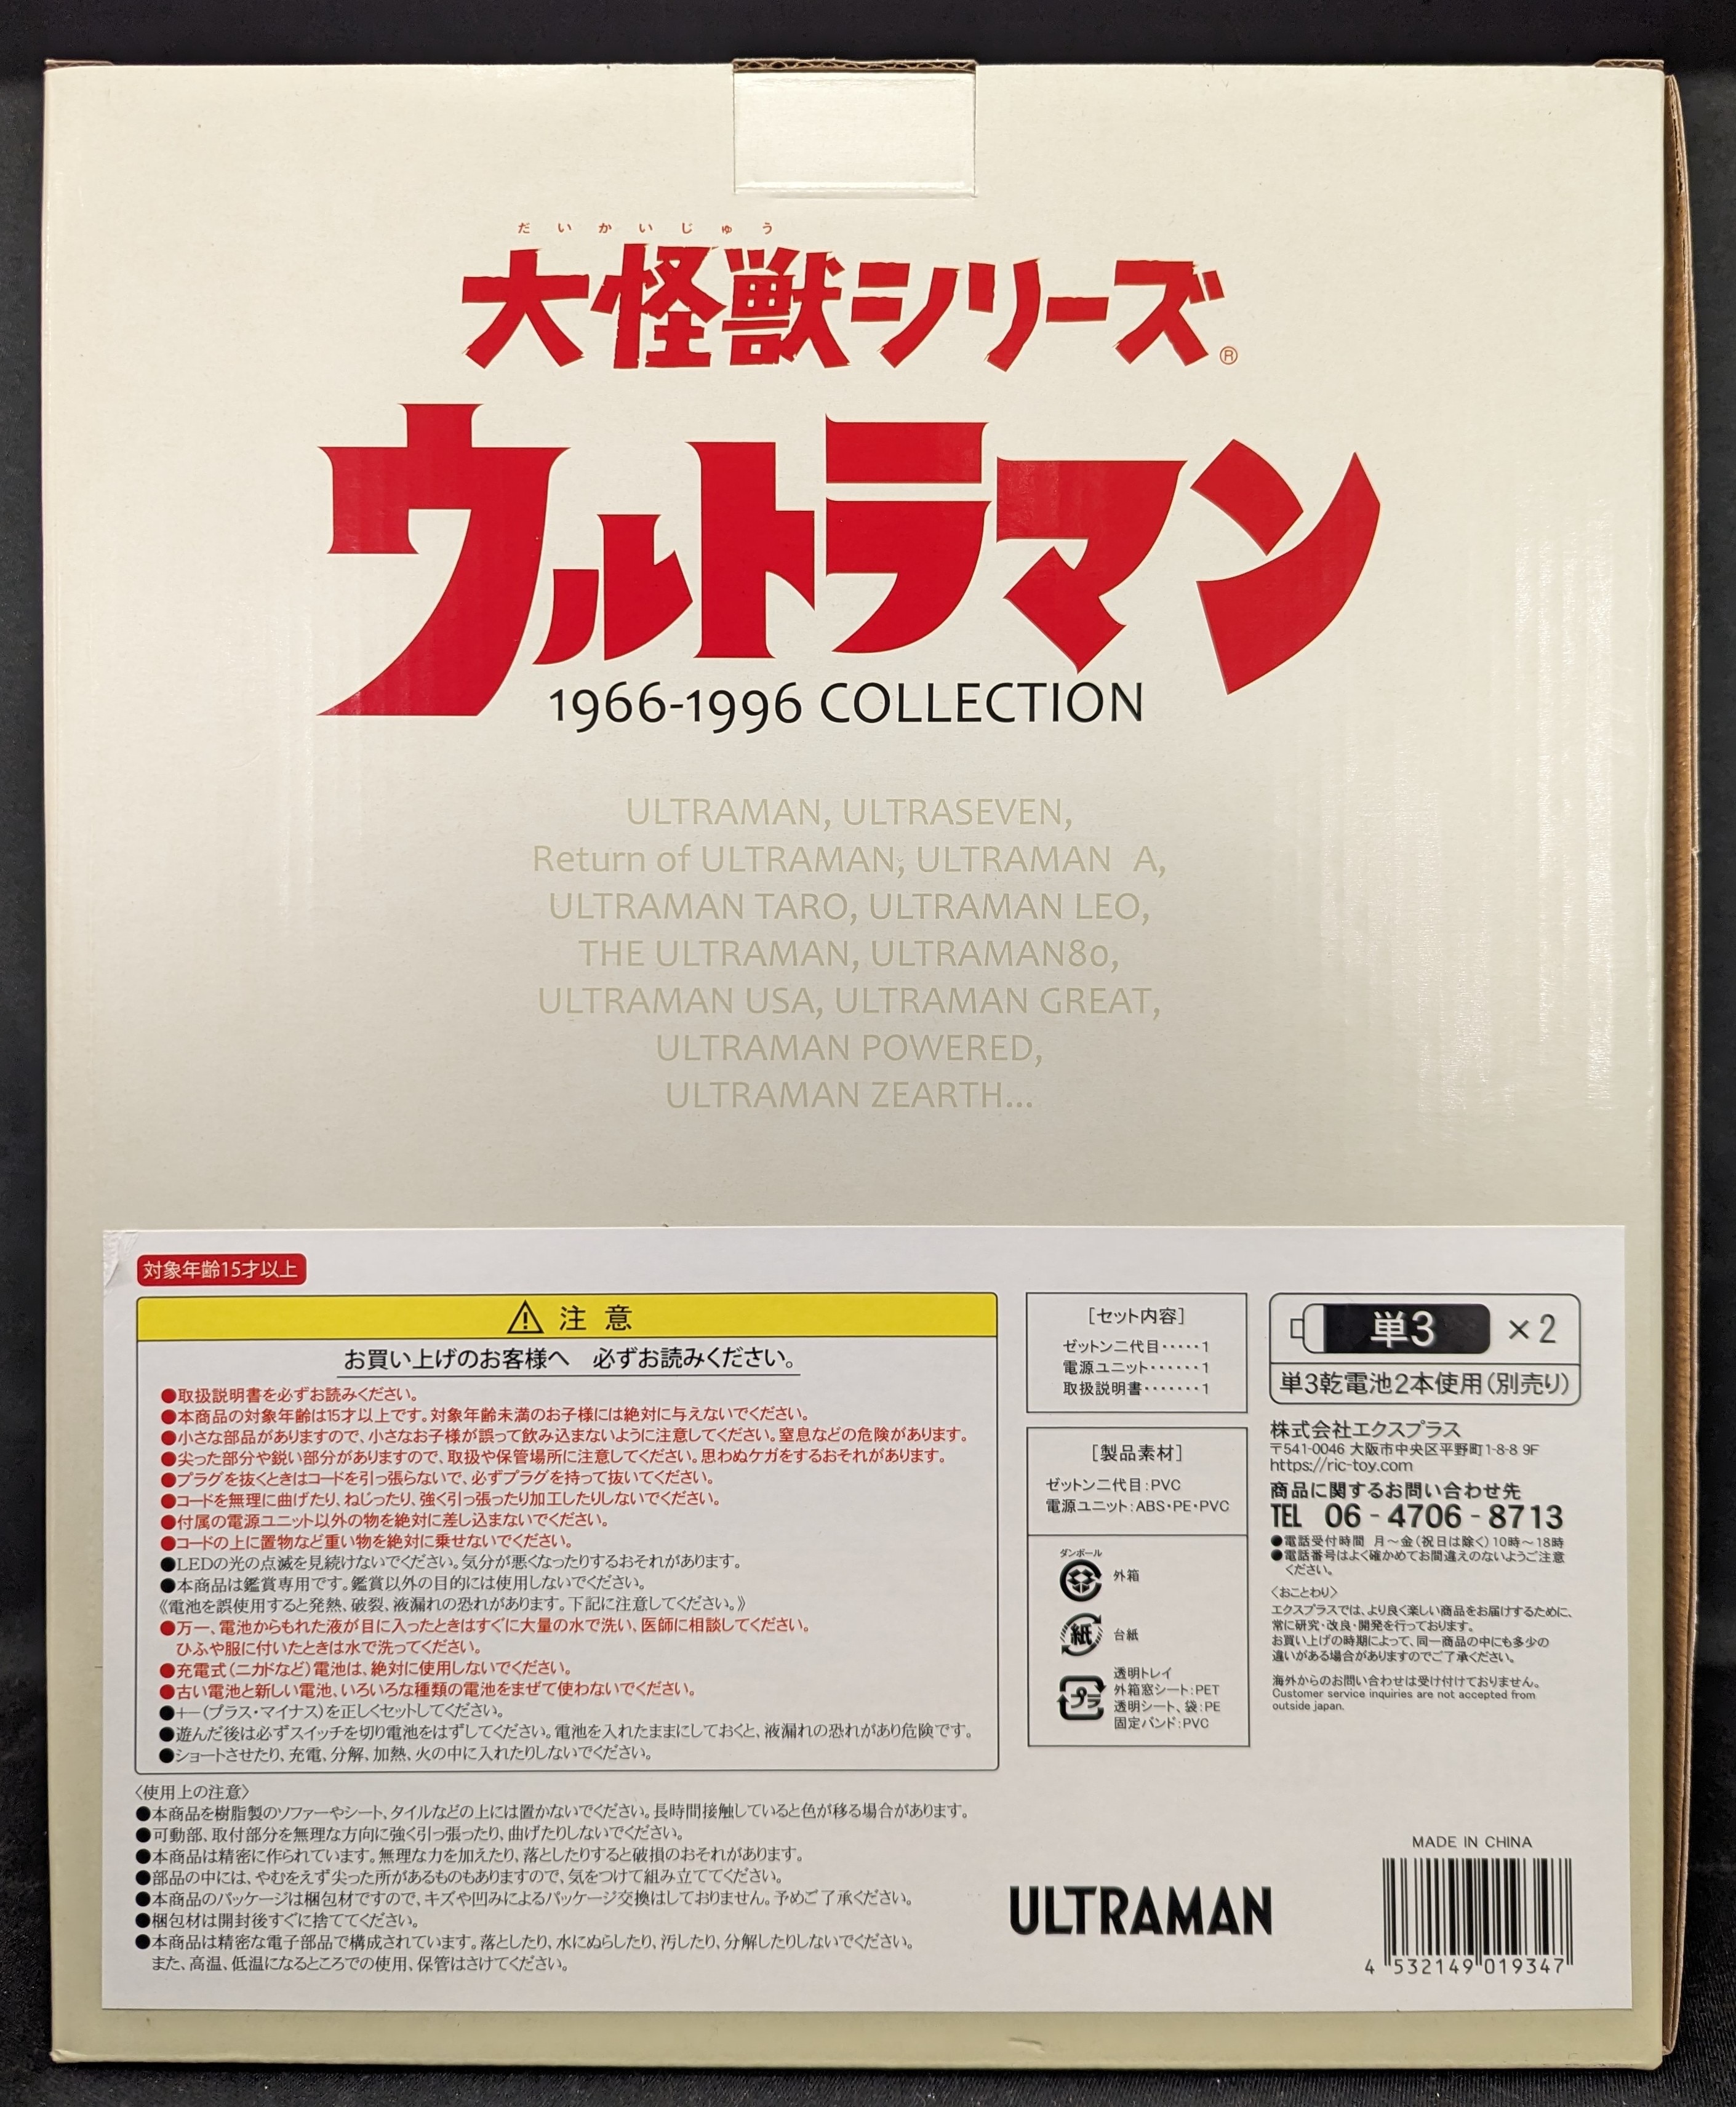 だいかいじゅう
大怪獣シリーズ®
ウルトラマン
1966-1996 COLLECTION
ULTRAMAN, ULTRASEVEN,
Return of ULTRAMAN, ULTRAMAN A,
ULTRAMAN TARO, ULTRAMAN LEO,
THE ULTRAMAN, ULTRAMAN80,
ULTRAMAN USA, ULTRAMAN GREAT,
ULTRAMAN POWERED,
ULTRAMAN ZEARTH...
対象年齢15才以上
⚠ 注意
お買い上げのお客様へ 必ずお読みください。
●取扱説明書を必ずお読みください。
●本商品の対象年齢は15才以上です。対象年齢未満のお子様には絶対に与えないでください。
●小さな部品がありますので、小さなお子様が誤って飲み込まないように注意してください。窒息などの危険があります。
●尖った部分や鋭い部分がありますので、取扱や保管場所に注意してください。思わぬケガをするおそれがあります。
●プラグを抜くときはコードを引っ張らないで、必ずプラグを持って抜いてください。
●コードを無理に曲げたり、ねじったり、強く引っ張ったり加工したりしないでください。
●付属の電源ユニット以外の物を絶対に差し込まないでください。
●コードの上に置物など重い物を絶対に乗せないでください。
●LEDの光の点滅を見続けないでください。気分が悪くなったりするおそれがあります。
●本商品は鑑賞専用です。鑑賞以外の目的には使用しないでください。
《電池を誤使用すると発熱、破裂、液漏れの恐れがあります。下記に注意してください。》
●万一、電池からもれた液が目に入ったときはすぐに大量の水で洗い、医師に相談してください。
ひふや服に付いたときは水で洗ってください。
●充電式(ニカドなど)電池は、絶対に使用しないでください。
●古い電池と新しい電池、いろいろな種類の電池をまぜて使わないでください。
●+-(プラス・マイナス)を正しくセットしてください。
●遊んだ後は必ずスイッチを切り電池をはずしてください。電池を入れたままにしておくと、液漏れの恐れがあり危険です。
●ショートさせたり、充電、分解、加熱、火の中に入れたりしないでください。
〈使用上の注意〉
●本商品を樹脂製のソファーやシート、タイルなどの上には置かないでください。長時間接触していると色が移る場合があります。
●可動部、取付部分を無理な方向に強く引っ張ったり、曲げたりしないでください。
●本商品は精密に作られています。無理な力を加えたり、落としたりすると破損のおそれがあります。
●部品の中には、やむをえず尖った所があるものもありますので、気をつけて組み立ててください。
●本商品のパッケージは梱包材ですので、キズや凹みによるパッケージ交換はしておりません。予めご了承ください。
●梱包材は開封後すぐに捨ててください。
●本商品は精密な電子部品で構成されています。落としたり、水にぬらしたり、汚したり、分解したりしないでください。
また、高温、低温になるところでの使用、保管はさけてください。
[セット内容]
ゼットン二代目・・・・・1
電源ユニット・・・・・・1
取扱説明書・・・・・・・1
[製品素材]
ゼットン二代目:PVC
電源ユニット:ABS・PE・PVC
ダンボール
外箱
紙 台紙
プラ
透明トレイ
外箱窓シート:PET
透明シート、袋:PE
固定バンド:PVC
単3 ×2
単3乾電池2本使用(別売り)
株式会社エクスプラス
〒541-0046 大阪市中央区平野町1-8-8 9F
https://ric-toy.com
商品に関するお問い合わせ先
TEL 06-4706-8713
●電話受付時間 月~金(祝日は除く)10時~18時
●電話番号はよく確かめてお間違えのないようご注意
ください。
〈おことわり〉
エクスプラスでは、より良く楽しい商品をお届けするために、
常に研究・改良・開発を行っております。
お買い上げの時期によって、同一商品の中にも多少の
違いがある場合がありますのでご了承ください。
海外からのお問い合わせは受け付けておりません。
Customer service inquiries are not accepted from
outside japan.
ULTRAMAN
MADE IN CHINA
4 532149 019347